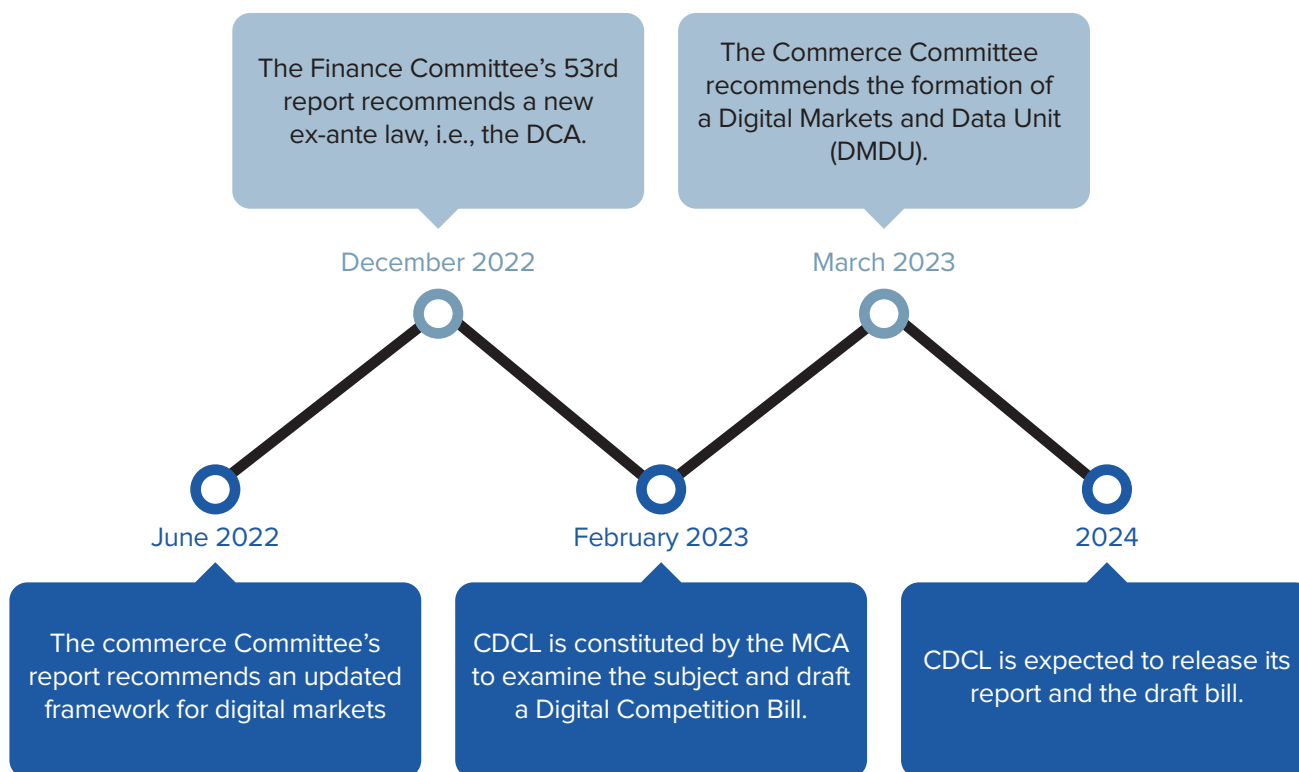 The Finance Committee's 53rd
report recommends a new
ex-ante law, i.e., the DCA.
The Commerce Committee
recommends the formation of
a Digital Markets and Data Unit
(DMDU).
December 2022
March 2023
June 2022
February 2023
2024
The commerce Committee's
report recommends an updated
framework for digital markets
CDCL is constituted by the MCA
to examine the subject and draft
a Digital Competition Bill.
CDCL is expected to release its
report and the draft bill.